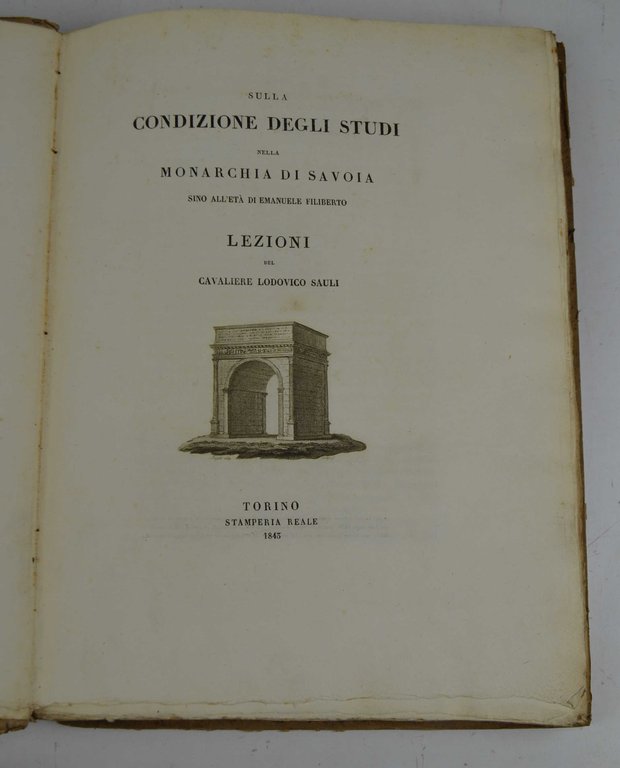 SULLA
CONDIZIONE DEGLI STUDI
NELLA
MONARCHIA DI SAVOIA
SINO ALL'ETÀ DI EMANUELE FILIBERTO
LEZIONI
DEL
CAVALIERE LODOVICO SAULI
TORINO
STAMPERIA REALE
1843